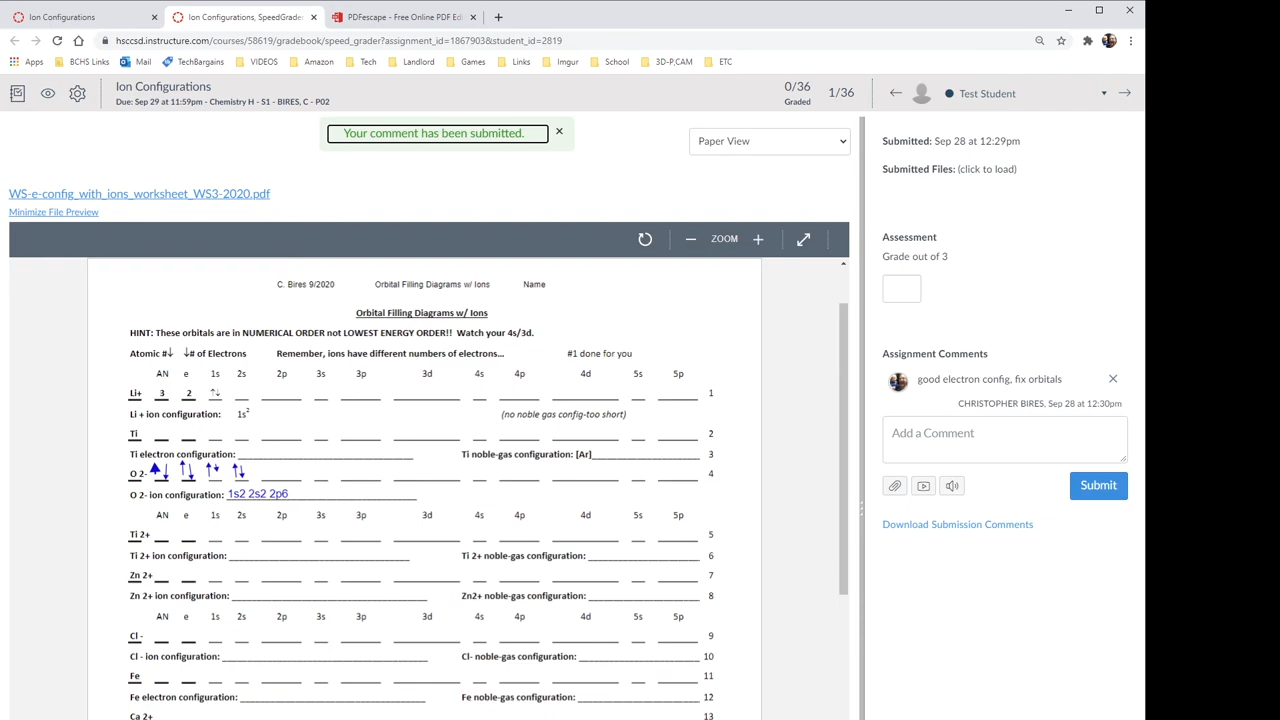 Ion Configurations
Ion Configurations, SpeedGrader
PDFescape - Free Online PDF Edi
hsccsd.instructure.com/courses/58619/gradebook/speed_grader?assignment_id=1867903&student_id=2819
Apps BCHS Links Mail TechBargains VIDEOS Amazon Tech Landlord Games Links Imgur School 3D-P,CAM ETC
Ion Configurations
Due: Sep 29 at 11:59pm - Chemistry H - S1 - BIRES, C - P02
0/36
Graded
1/36
Test Student
Your comment has been submitted.
Paper View
WS-e-config_with_ions_worksheet_WS3-2020.pdf
Minimize File Preview
ZOOM
C. Bires 9/2020 Orbital Filling Diagrams w/ Ions Name
Orbital Filling Diagrams w/ Ions
HINT: These orbitals are in NUMERICAL ORDER not LOWEST ENERGY ORDER!! Watch your 4s/3d.
Atomic #↓ ↓# of Electrons Remember, ions have different numbers of electrons... #1 done for you
AN e 1s 2s 2p 3s 3p 3d 4s 4p 4d 5s 5p
Li+ 3 2 ↑↓ 1
Li + ion configuration: 1s² (no noble gas config-too short)
Ti 2
Ti electron configuration: Ti noble-gas configuration: [Ar] 3
O 2- ↑↓ ↑↓ ↑↓ ↑↓ 4
O 2- ion configuration: 1s2 2s2 2p6
AN e 1s 2s 2p 3s 3p 3d 4s 4p 4d 5s 5p
Ti 2+ 5
Ti 2+ ion configuration: Ti 2+ noble-gas configuration: 6
Zn 2+ 7
Zn 2+ ion configuration: Zn2+ noble-gas configuration: 8
AN e 1s 2s 2p 3s 3p 3d 4s 4p 4d 5s 5p
Cl - 9
Cl - ion configuration: Cl- noble-gas configuration: 10
Fe 11
Fe electron configuration: Fe noble-gas configuration: 12
Ca 2+ 13
Submitted: Sep 28 at 12:29pm
Submitted Files: (click to load)
Assessment
Grade out of 3
Assignment Comments
good electron config, fix orbitals
CHRISTOPHER BIRES, Sep 28 at 12:30pm
Add a Comment
Submit
Download Submission Comments